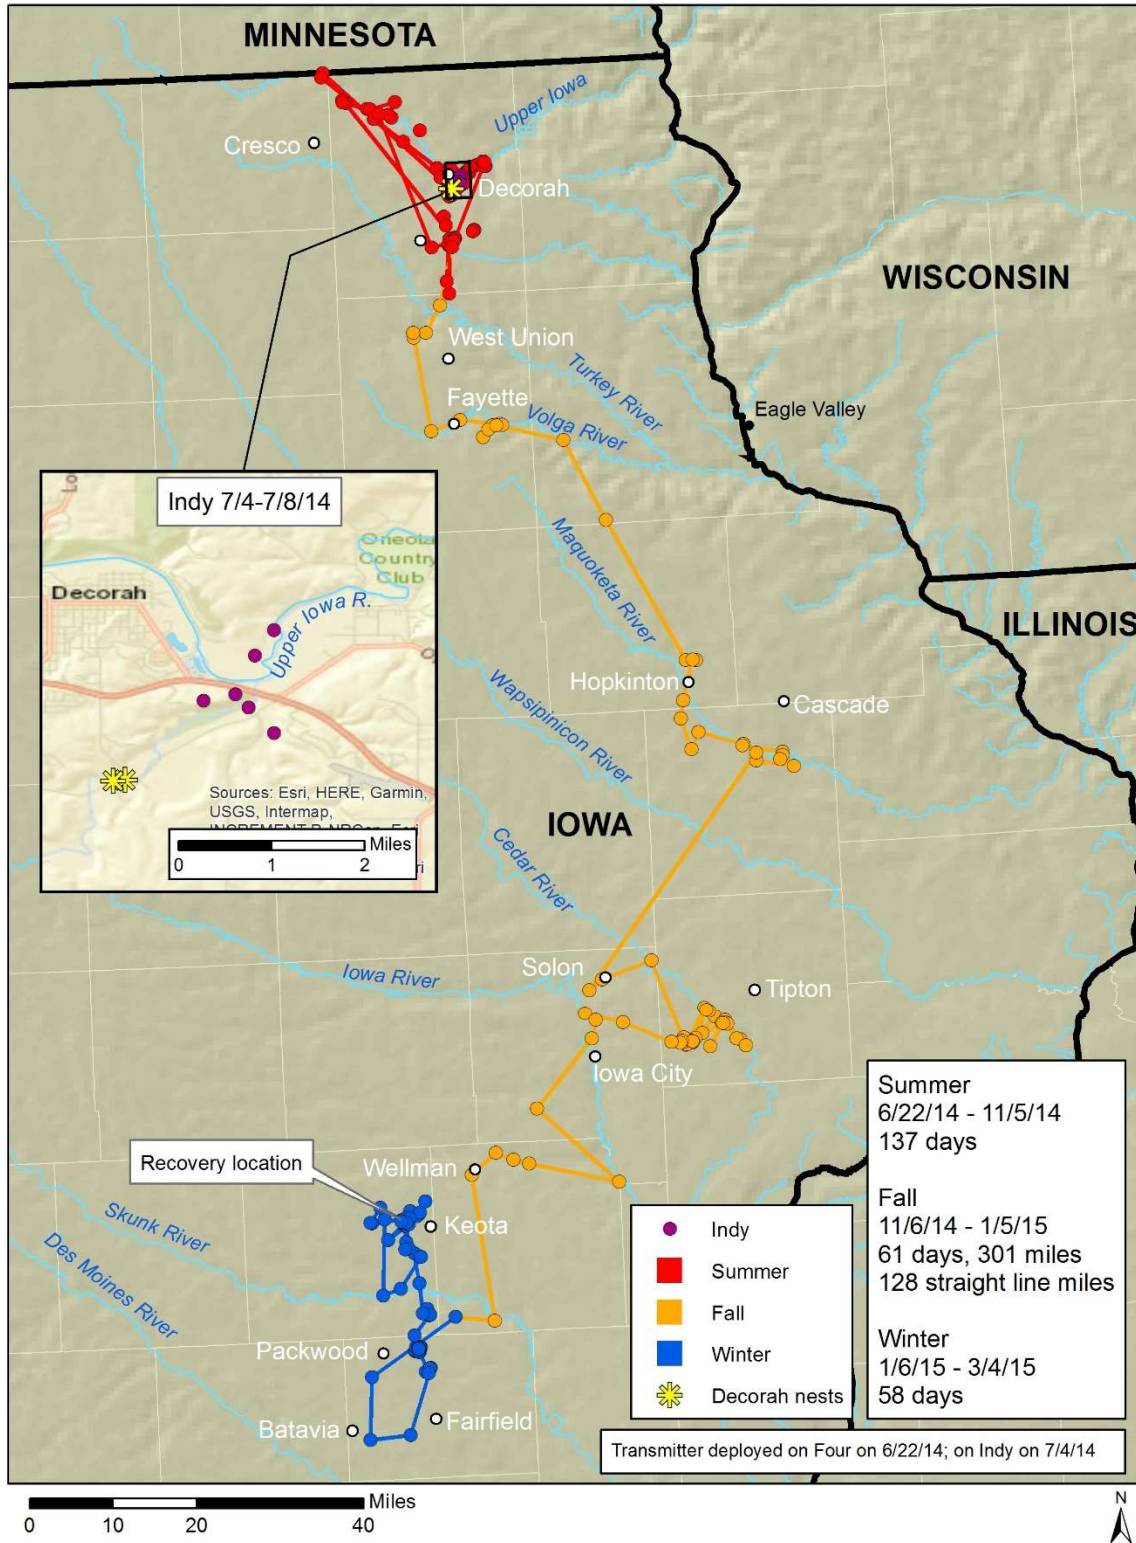 MINNESOTA
Upper Iowa
Cresco
Decorah
WISCONSIN
West Union
Turkey River
Fayette
Volga River
Eagle Valley
Indy 7/4-7/8/14
Oneota
Country
Club
Decorah
Upper Iowa R.
Sources: Esri, HERE, Garmin,
USGS, Intermap,
Miles
0 1 2
Maquoketa River
ILLINOIS
Hopkinton
Cascade
Wapsipinicon River
IOWA
Cedar River
Solon
Iowa River
Tipton
Iowa City
Recovery location
Wellman
Skunk River
Keota
Des Moines River
Packwood
Batavia
Fairfield
Indy
Summer
Fall
Winter
Decorah nests
Summer
6/22/14 - 11/5/14
137 days
Fall
11/6/14 - 1/5/15
61 days, 301 miles
128 straight line miles
Winter
1/6/15 - 3/4/15
58 days
Transmitter deployed on Four on 6/22/14; on Indy on 7/4/14
Miles
0 10 20 40
N